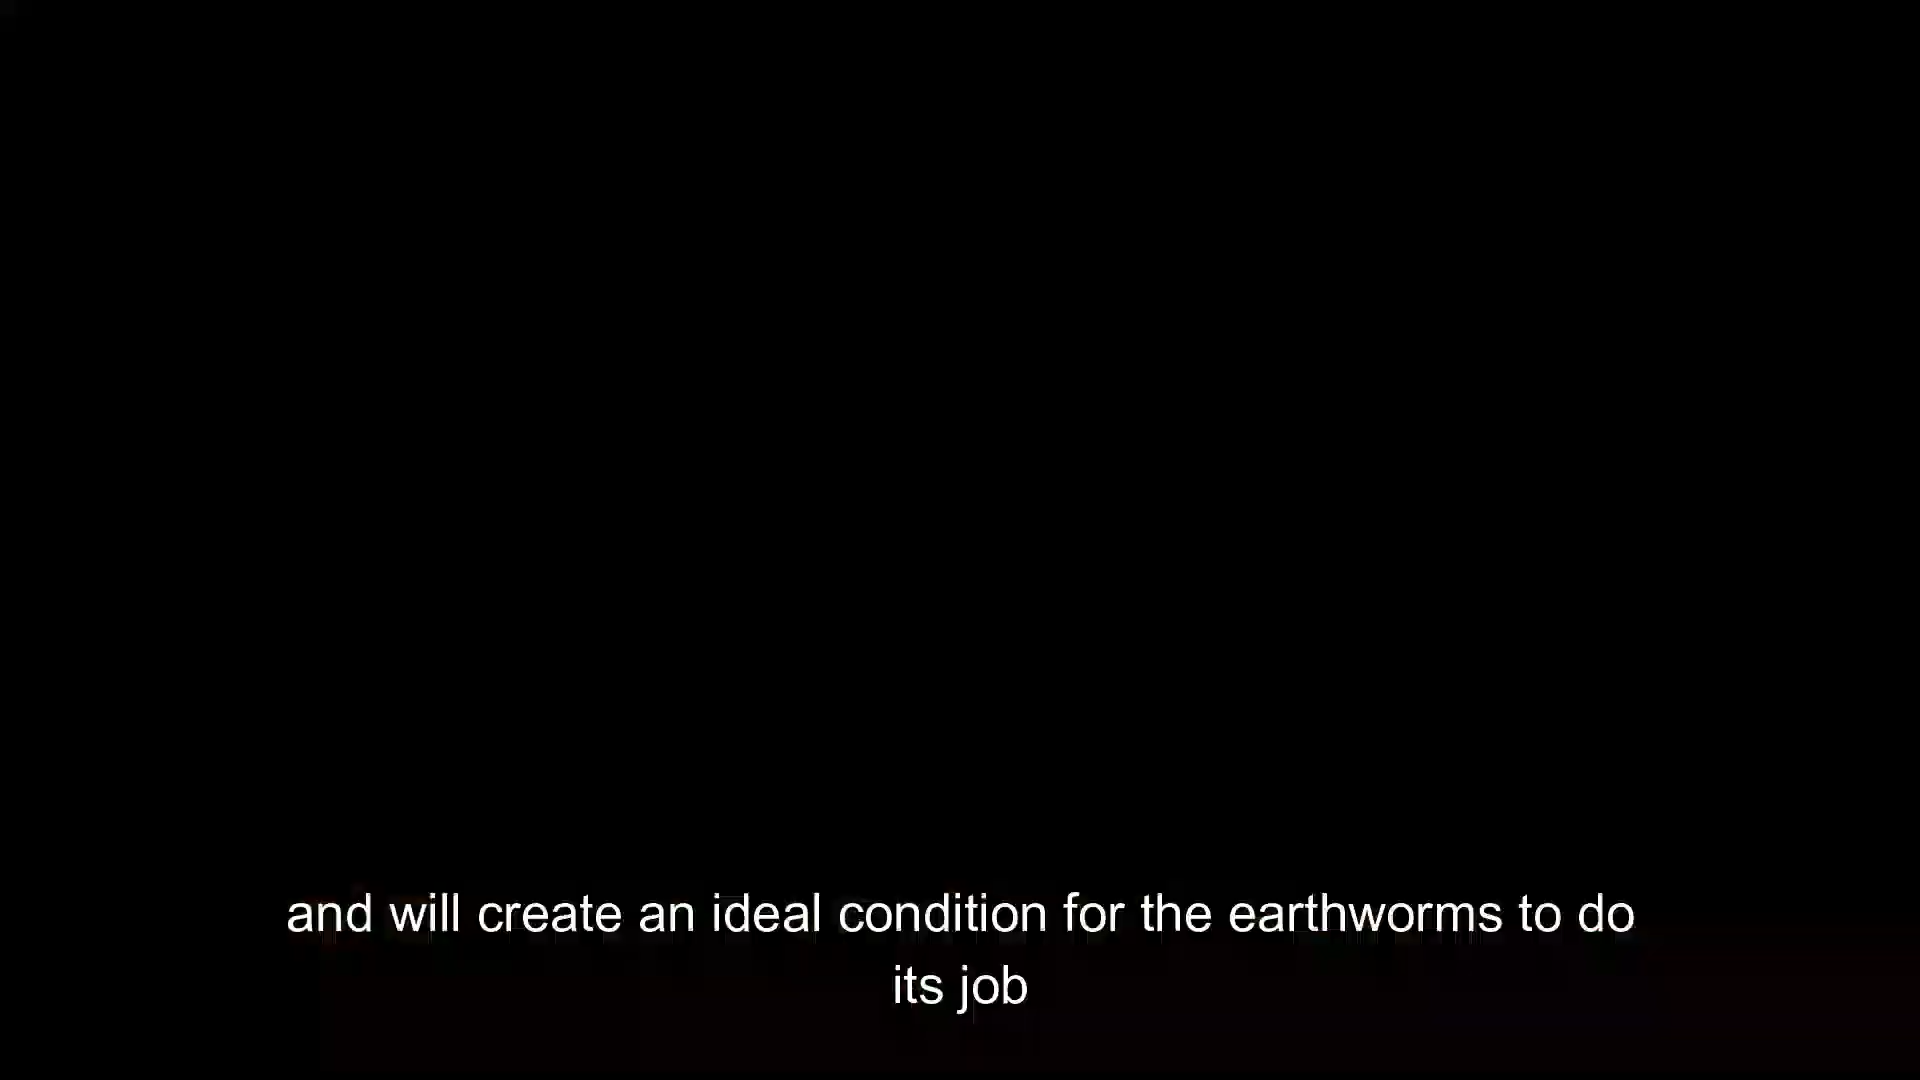 and will create an ideal condition for the earthworms to do
its job